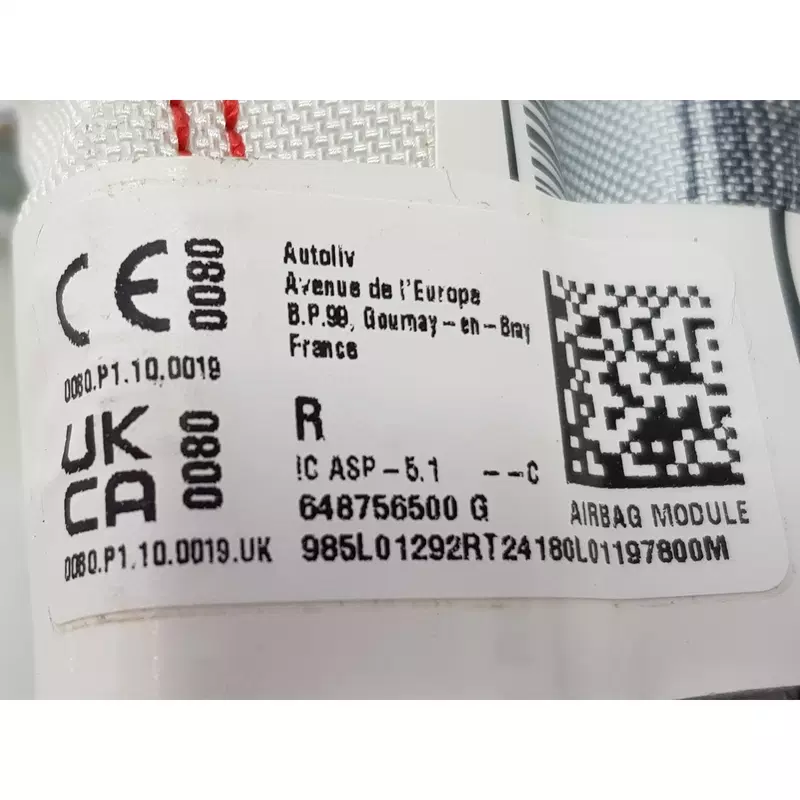 CE 0080
0080.P1.10.0019
UK
CA 0080
0080.P1.10.0019.UK
Autoliv
Avenue de l'Europe
B.P.99, Gournay-en-Bray
France
R
IC ASP-5.1 --C
648756500 G
985L01292RT24180L01197800M
AIRBAG MODULE